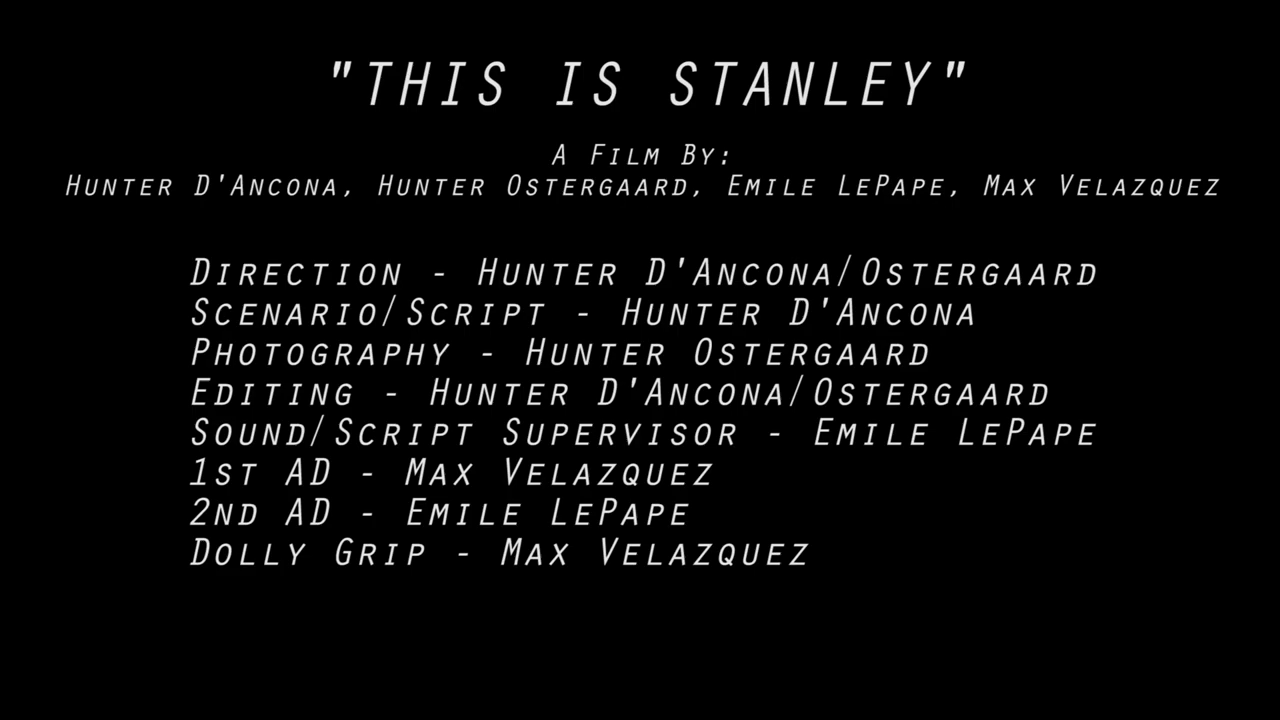 "THIS IS STANLEY"
A FILM BY:
HUNTER D'ANCONA, HUNTER OSTERGAARD, EMILE LEPAPE, MAX VELAZQUEZ
DIRECTION - HUNTER D'ANCONA/OSTERGAARD
SCENARIO/SCRIPT - HUNTER D'ANCONA
PHOTOGRAPHY - HUNTER OSTERGAARD
EDITING - HUNTER D'ANCONA/OSTERGAARD
SOUND/SCRIPT SUPERVISOR - EMILE LEPAPE
1ST AD - MAX VELAZQUEZ
2ND AD - EMILE LEPAPE
DOLLY GRIP - MAX VELAZQUEZ